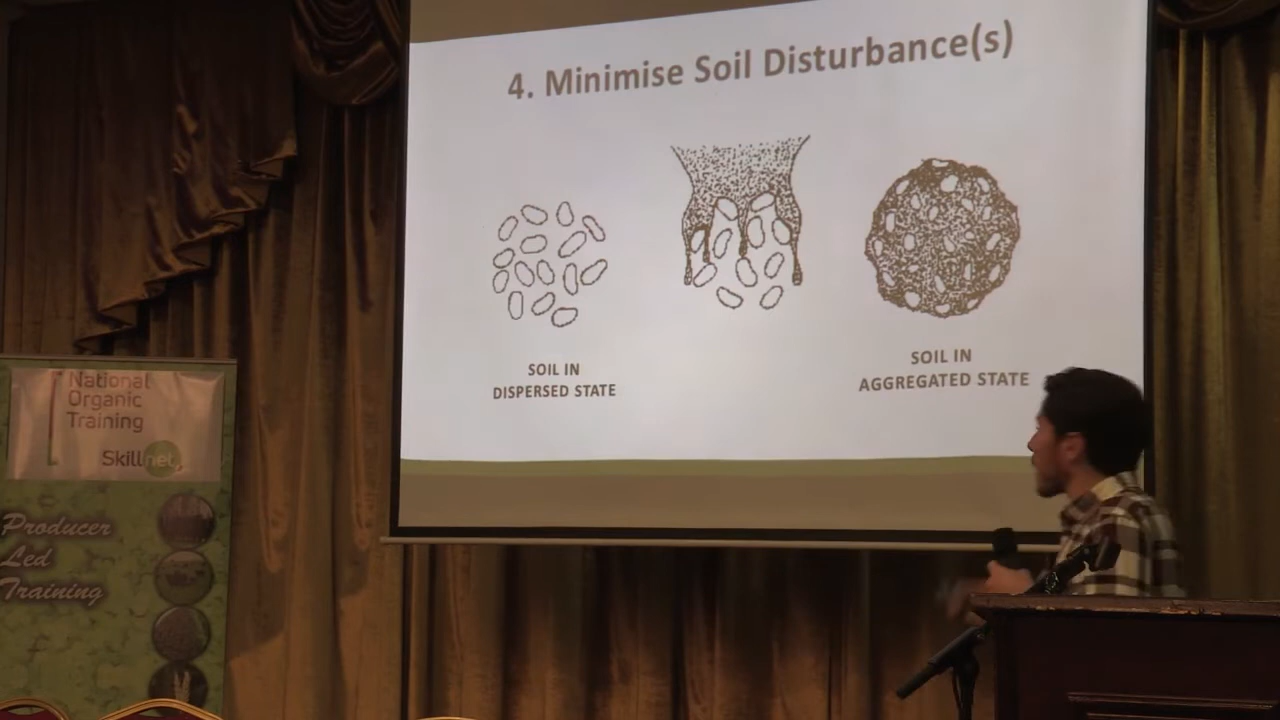 4. Minimise Soil Disturbance(s)
SOIL IN
DISPERSED STATE
SOIL IN
AGGREGATED STATE
National
Organic
Training
Skillnet
Producer
Led
Training